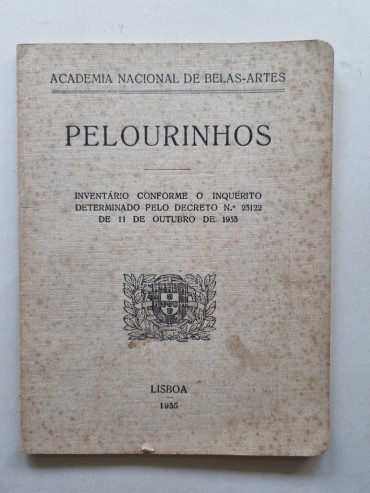 ACADEMIA NACIONAL DE BELAS-ARTES
PELOURINHOS
INVENTÁRIO CONFORME O INQUÉRITO
DETERMINADO PELO DECRETO N.º 23122
DE 11 DE OUTUBRO DE 1933
LISBOA
1935